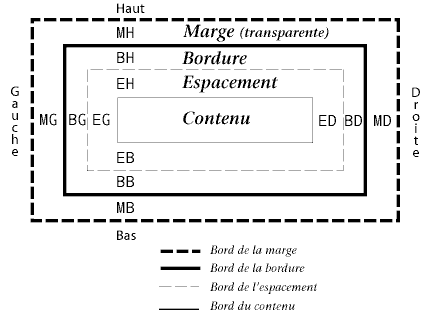 Haut
MH Marge (transparente)
BH Bordure
EH Espacement
Gauche MG BG EG Contenu ED BD MD Droite
EB
BB
MB
Bas
Bord de la marge
Bord de la bordure
Bord de l'espacement
Bord du contenu